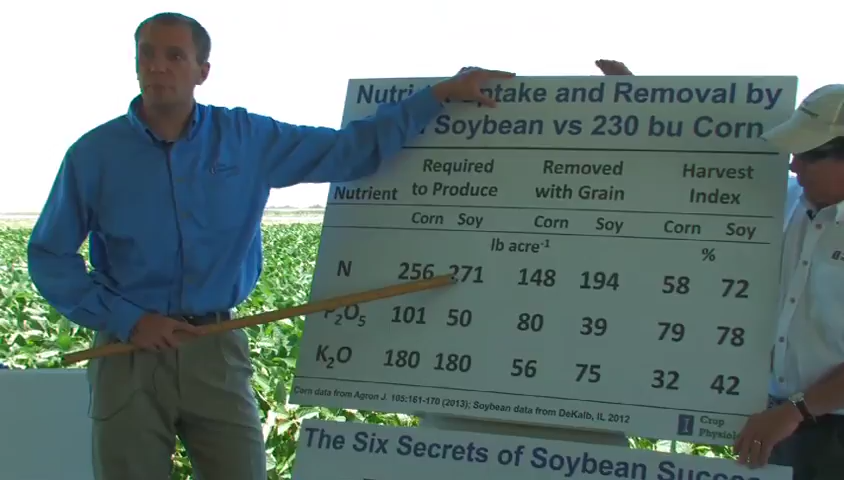 Nutrient Uptake and Removal by
Soybean vs 230 bu Corn
Nutrient Required to Produce Removed with Grain Harvest Index
Corn Soy Corn Soy Corn Soy
lb acre-1 %
N 256 271 148 194 58 72
P2O5 101 50 80 39 79 78
K2O 180 180 56 75 32 42
Corn data from Agron J. 105:161-170 (2013); Soybean data from DeKalb, IL 2012
I Crop
Physiolo
The Six Secrets of Soybean Succes